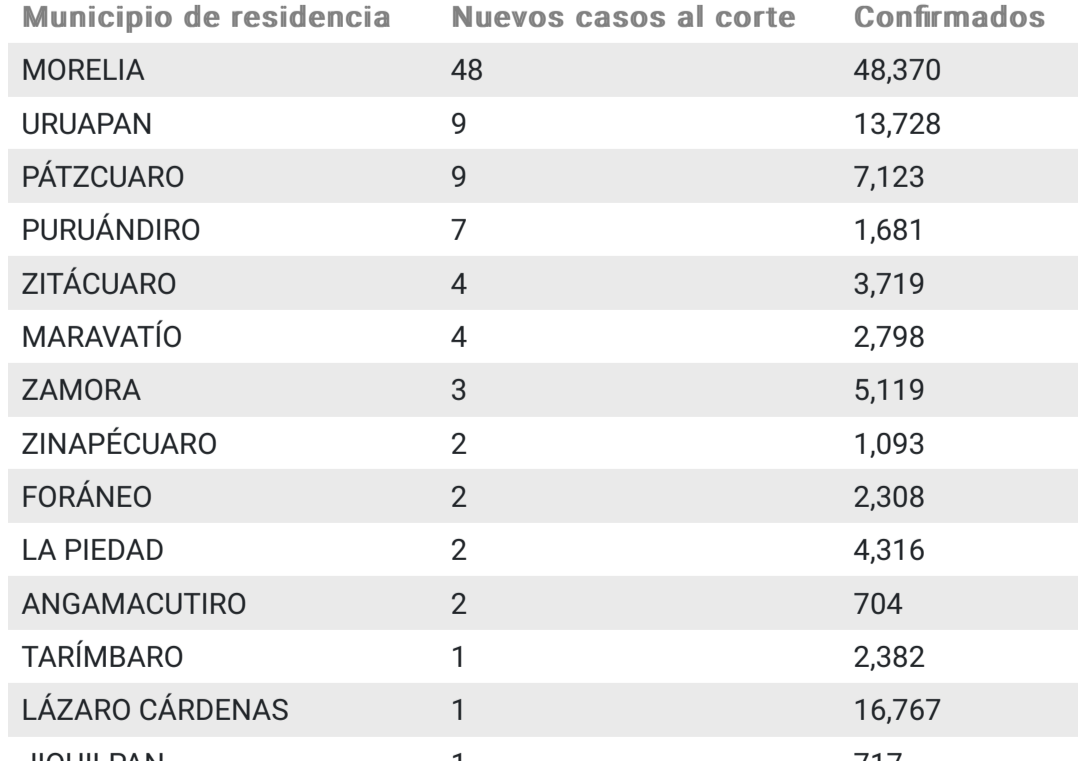 Municipio de residencia Nuevos casos al corte Confirmados
MORELIA 48 48,370
URUAPAN 9 13,728
PÁTZCUARO 9 7,123
PURUÁNDIRO 7 1,681
ZITÁCUARO 4 3,719
MARAVATÍO 4 2,798
ZAMORA 3 5,119
ZINAPÉCUARO 2 1,093
FORÁNEO 2 2,308
LA PIEDAD 2 4,316
ANGAMACUTIRO 2 704
TARÍMBARO 1 2,382
LÁZARO CÁRDENAS 1 16,767
JIQUILPAN 1 717